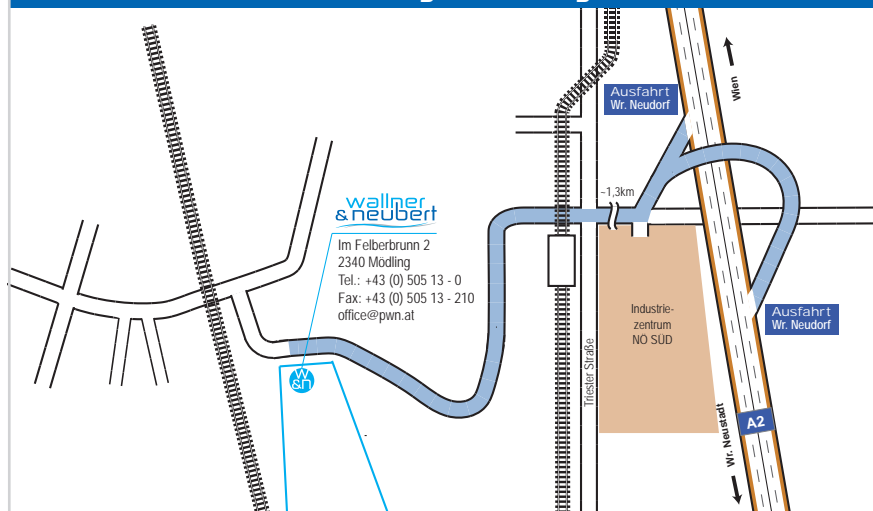 Wien
Ausfahrt
Wr. Neudorf
~1,3km
wallner
& neubert
Im Felberbrunn 2
2340 Mödling
Tel.: +43 (0) 505 13 - 0
Fax: +43 (0) 505 13 - 210
office@pwn.at
Industrie-
zentrum
NÖ SÜD
Ausfahrt
Wr. Neudorf
Triester Straße
w
&n
A2
Wr. Neustadt